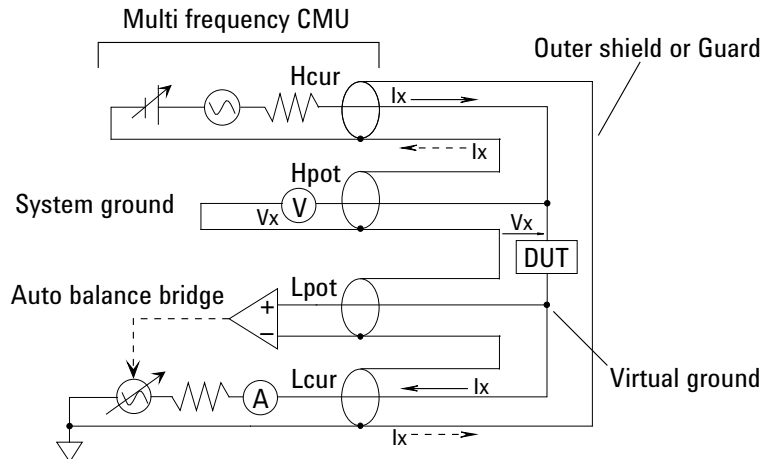 Multi frequency CMU
Outer shield or Guard
Hcur
Ix
Ix
Hpot
System ground
V
Vx
Vx
DUT
Auto balance bridge
Lpot
+
−
Virtual ground
Lcur
Ix
A
Ix